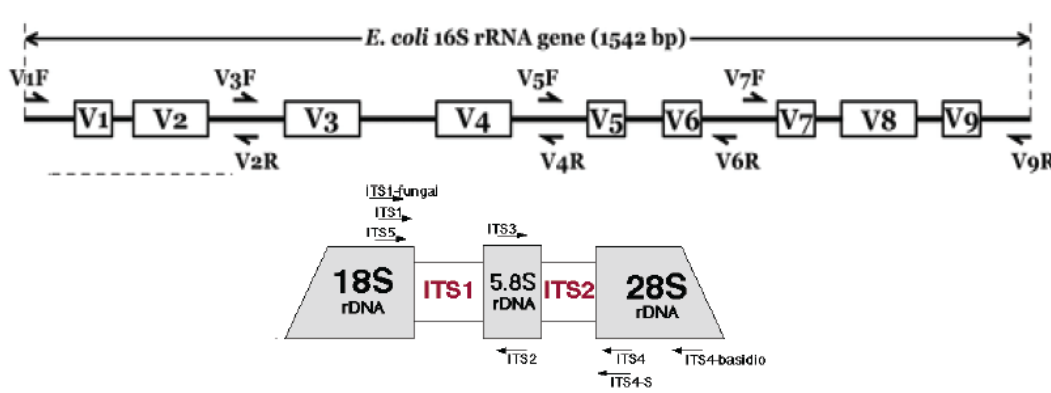 E. coli 16S rRNA gene (1542 bp)
V1F V3F V5F V7F
V1 V2 V3 V4 V5 V6 V7 V8 V9
V2R V4R V6R V9R
ITS1-fungal
ITS1
ITS5 ITS3
18S rDNA ITS1 5.8S rDNA ITS2 28S rDNA
ITS2 ITS4 ITS4-basidio
ITS4-S